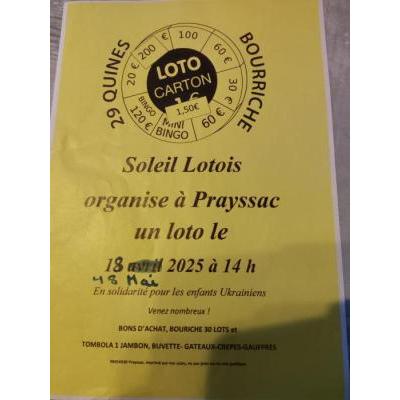 29 QUINES
BOURRICHE
20 €
200 €
100
60 €
30 €
60 €
MINI BINGO
BINGO
120 €
LOTO
CARTON
1,50€
Soleil Lotois
organise à Prayssac
un loto le
18 avril 2025 à 14 h
18 Mai
En solidarité pour les enfants Ukrainiens
Venez nombreux !
BONS D'ACHAT, BOURICHE 30 LOTS et
TOMBOLA 1 JAMBON, BUVETTE- GATEAUX-CREPES-GAUFFRES